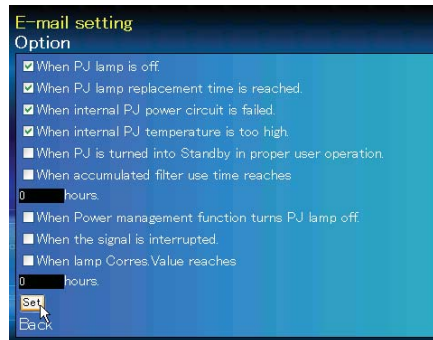 E-mail setting
Option
When PJ lamp is off.
When PJ lamp replacement time is reached.
When internal PJ power circuit is failed.
When internal PJ temperature is too high.
When PJ is turned into Standby in proper user operation.
When accumulated filter use time reaches
0 hours.
When Power management function turns PJ lamp off.
When the signal is interrupted.
When lamp Corres.Value reaches
0 hours.
Set
Back